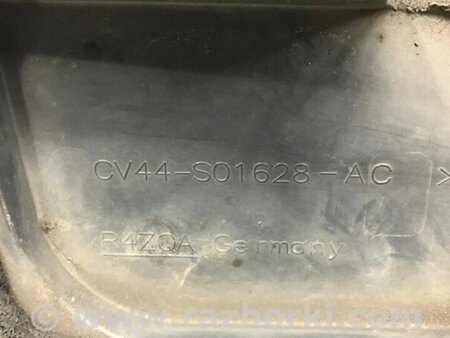 CV44-S01628-AC >
R4ZQA Germany
www.razborki.com